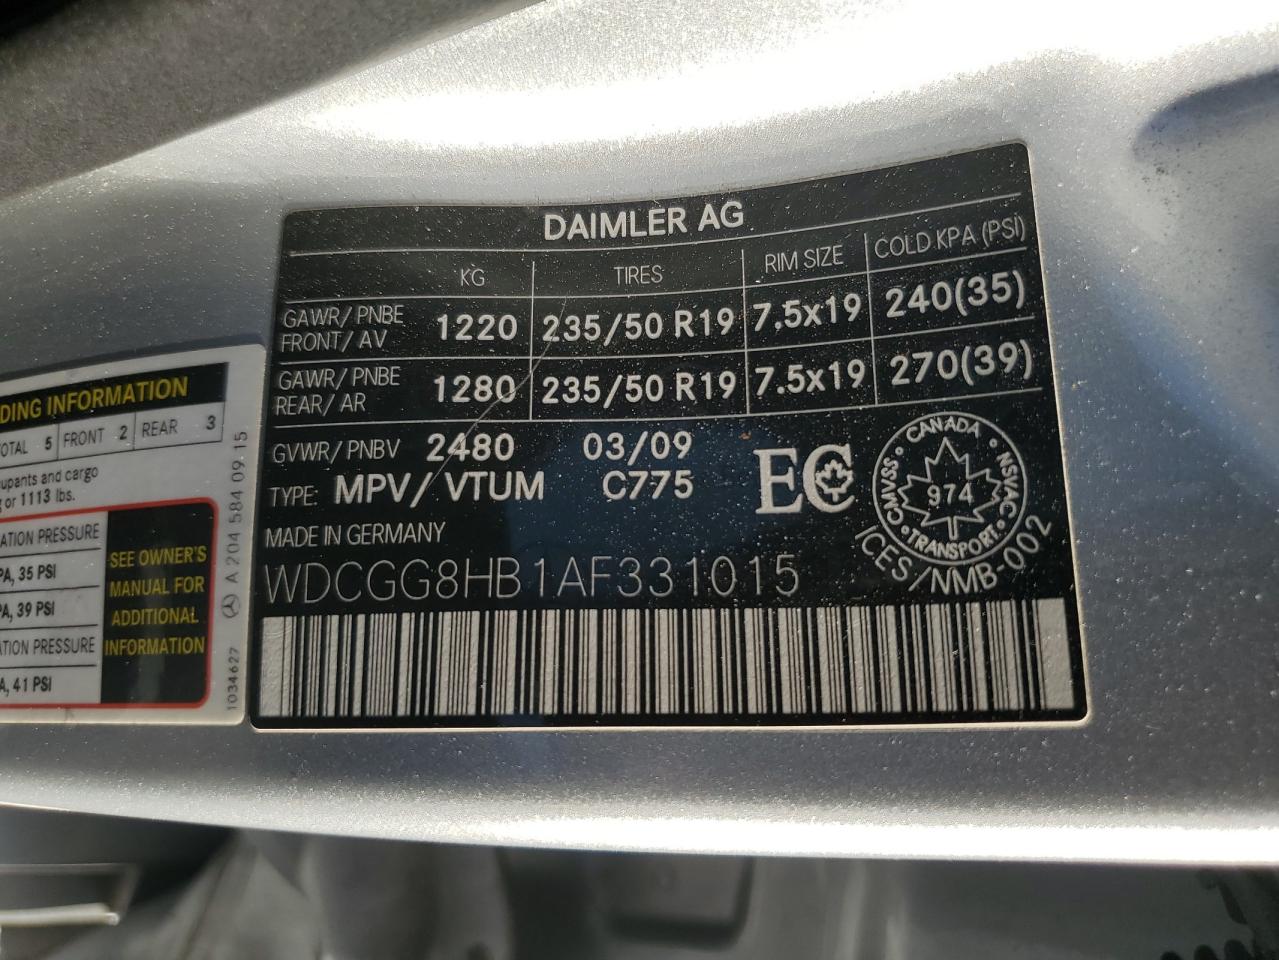 DAIMLER AG
KG TIRES RIM SIZE COLD KPA (PSI)
GAWR/ PNBE FRONT/ AV 1220 235/50 R19 7.5x19 240(35)
GAWR/ PNBE REAR/ AR 1280 235/50 R19 7.5x19 270(39)
GVWR/ PNBV 2480 03/09
TYPE: MPV/ VTUM C775
EC
CANADA
CMVSS NSVAC
974
TRANSPORT
ICES/NMB-002
MADE IN GERMANY
WDCGG8HB1AF331015
DING INFORMATION
OTAL 5 FRONT 2 REAR 3
upants and cargo
g or 1113 lbs.
ATION PRESSURE
PA, 35 PSI
PA, 39 PSI
ATION PRESSURE
A, 41 PSI
SEE OWNER'S
MANUAL FOR
ADDITIONAL
INFORMATION
1034627 A 204 584 09 15